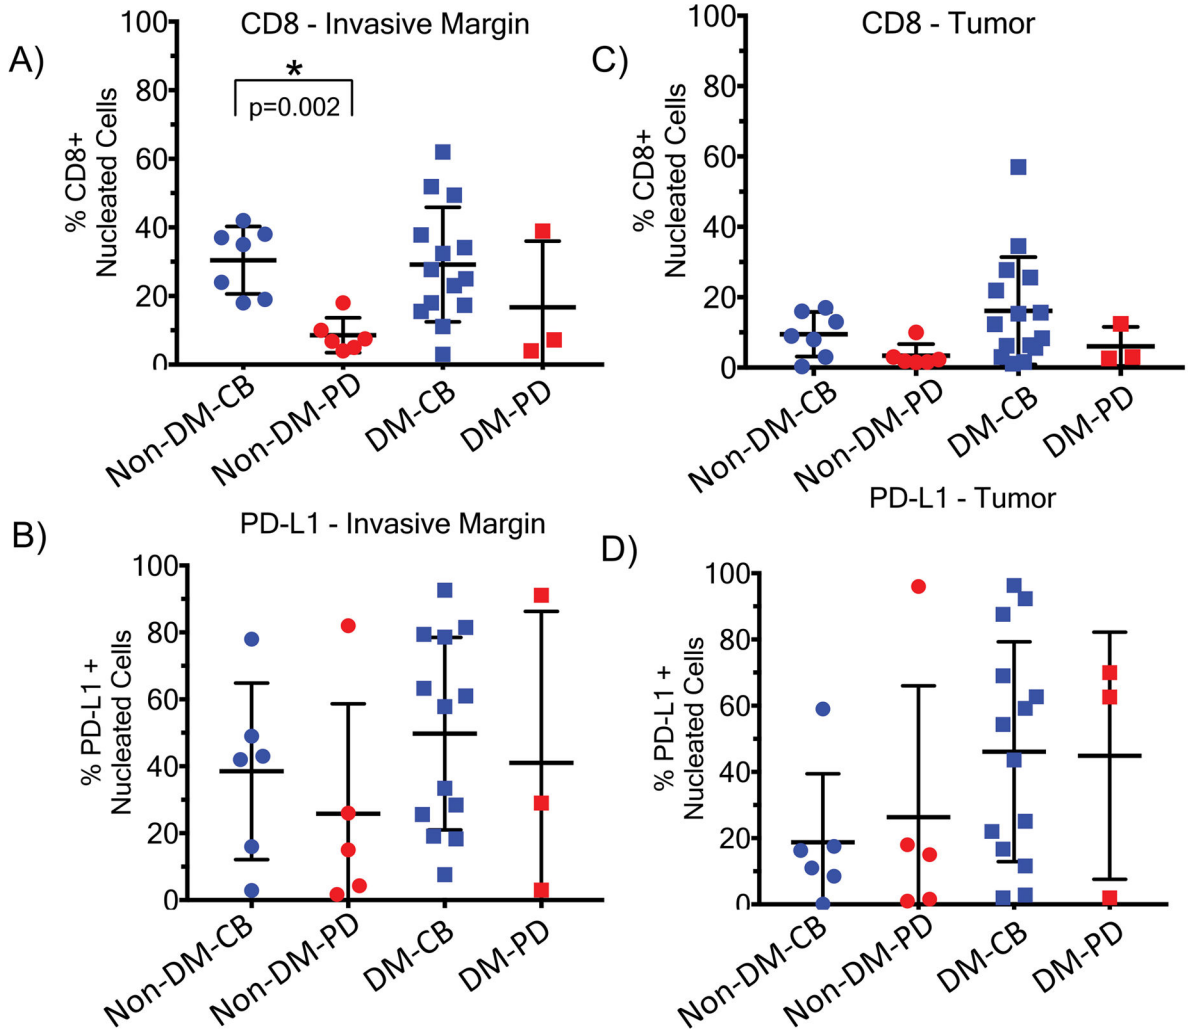 A)
CD8 - Invasive Margin
*
p=0.002
% CD8+
Nucleated Cells
100
80
60
40
20
0
Non-DM-CB
Non-DM-PD
DM-CB
DM-PD
C)
CD8 - Tumor
% CD8+
Nucleated Cells
100
80
60
40
20
0
Non-DM-CB
Non-DM-PD
DM-CB
DM-PD
B)
PD-L1 - Invasive Margin
% PD-L1 +
Nucleated Cells
100
80
60
40
20
0
Non-DM-CB
Non-DM-PD
DM-CB
DM-PD
D)
PD-L1 - Tumor
% PD-L1 +
Nucleated Cells
100
80
60
40
20
0
Non-DM-CB
Non-DM-PD
DM-CB
DM-PD